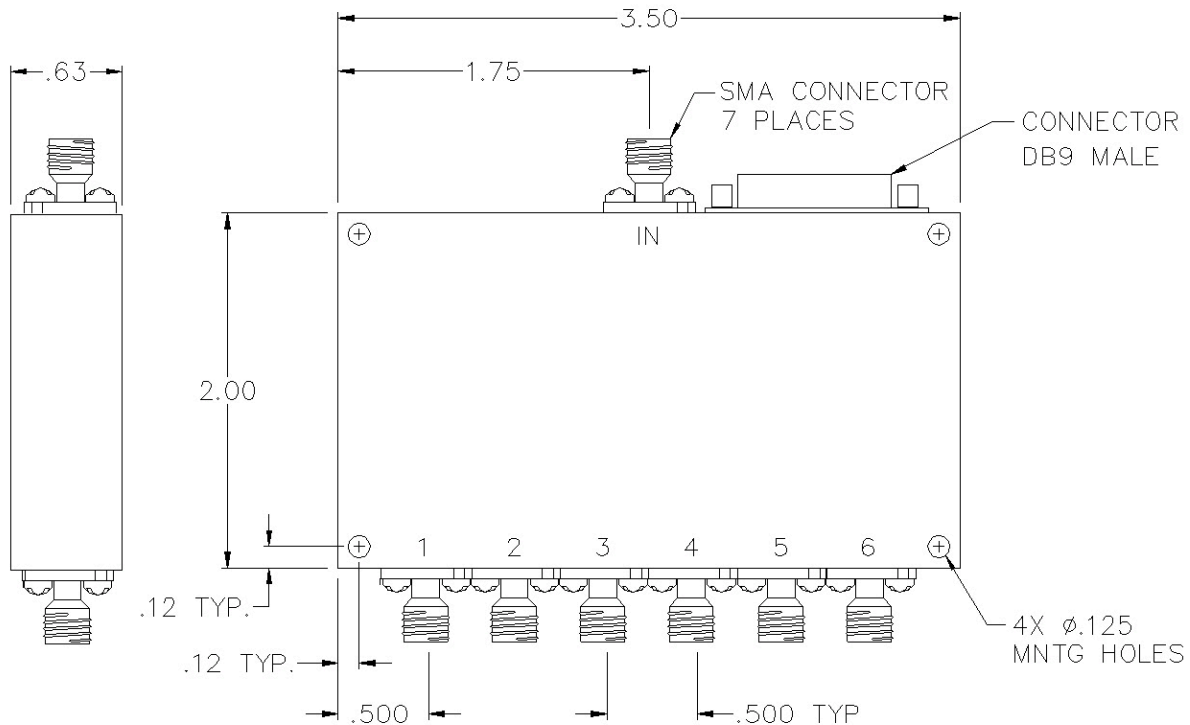 3.50
.63
1.75
SMA CONNECTOR
7 PLACES
CONNECTOR
DB9 MALE
IN
2.00
1 2 3 4 5 6
.12 TYP.
4X Ø.125
MNTG HOLES
.12 TYP.
.500
.500 TYP